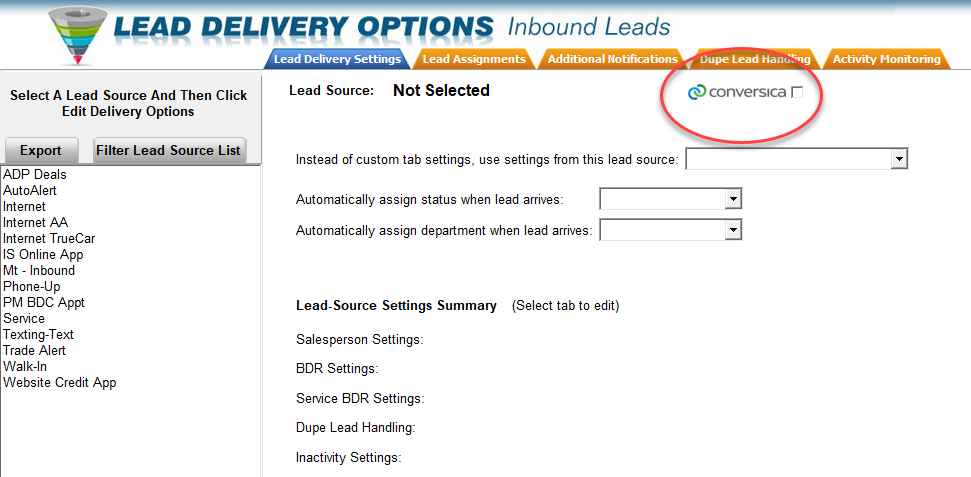 LEAD DELIVERY OPTIONS Inbound Leads
Lead Delivery Settings Lead Assignments Additional Notifications Dupe Lead Handling Activity Monitoring
Select A Lead Source And Then Click
Edit Delivery Options
Export Filter Lead Source List
ADP Deals
AutoAlert
Internet
Internet AA
Internet TrueCar
IS Online App
Mt - Inbound
Phone-Up
PM BDC Appt
Service
Texting-Text
Trade Alert
Walk-In
Website Credit App
Lead Source: Not Selected conversica
Instead of custom tab settings, use settings from this lead source:
Automatically assign status when lead arrives:
Automatically assign department when lead arrives:
Lead-Source Settings Summary (Select tab to edit)
Salesperson Settings:
BDR Settings:
Service BDR Settings:
Dupe Lead Handling:
Inactivity Settings: